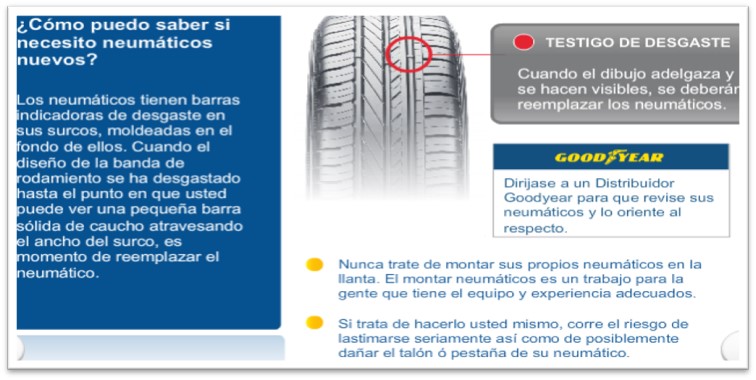 ¿Cómo puedo saber si
necesito neumáticos
nuevos?
Los neumáticos tienen barras
indicadoras de desgaste en
sus surcos, moldeadas en el
fondo de ellos. Cuando el
diseño de la banda de
rodamiento se ha desgastado
hasta el punto en que usted
puede ver una pequeña barra
sólida de caucho atravesando
el ancho del surco, es
momento de reemplazar el
neumático.
TESTIGO DE DESGASTE
Cuando el dibujo adelgaza y
se hacen visibles, se deberán
reemplazar los neumáticos.
GOODYEAR
Dirijase a un Distribuidor
Goodyear para que revise sus
neumáticos y lo oriente al
respecto.
Nunca trate de montar sus propios neumáticos en la
llanta. El montar neumáticos es un trabajo para la
gente que tiene el equipo y experiencia adecuados.
Si trata de hacerlo usted mismo, corre el riesgo de
lastimarse seriamente así como de posiblemente
dañar el talón ó pestaña de su neumático.